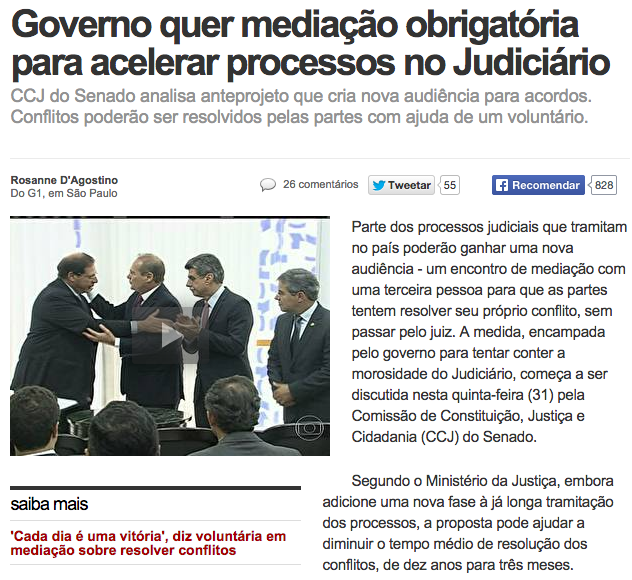 Governo quer mediação obrigatória
para acelerar processos no Judiciário
CCJ do Senado analisa anteprojeto que cria nova audiência para acordos.
Conflitos poderão ser resolvidos pelas partes com ajuda de um voluntário.
Rosanne D'Agostino
Do G1, em São Paulo
26 comentários
Tweetar
55
Recomendar
828
Parte dos processos judiciais que tramitam
no país poderão ganhar uma nova
audiência - um encontro de mediação com
uma terceira pessoa para que as partes
tentem resolver seu próprio conflito, sem
passar pelo juiz. A medida, encampada
pelo governo para tentar conter a
morosidade do Judiciário, começa a ser
discutida nesta quinta-feira (31) pela
Comissão de Constituição, Justiça e
Cidadania (CCJ) do Senado.
saiba mais
'Cada dia é uma vitória', diz voluntária em
mediação sobre resolver conflitos
Segundo o Ministério da Justiça, embora
adicione uma nova fase à já longa tramitação
dos processos, a proposta pode ajudar a
diminuir o tempo médio de resolução dos
conflitos, de dez anos para três meses.